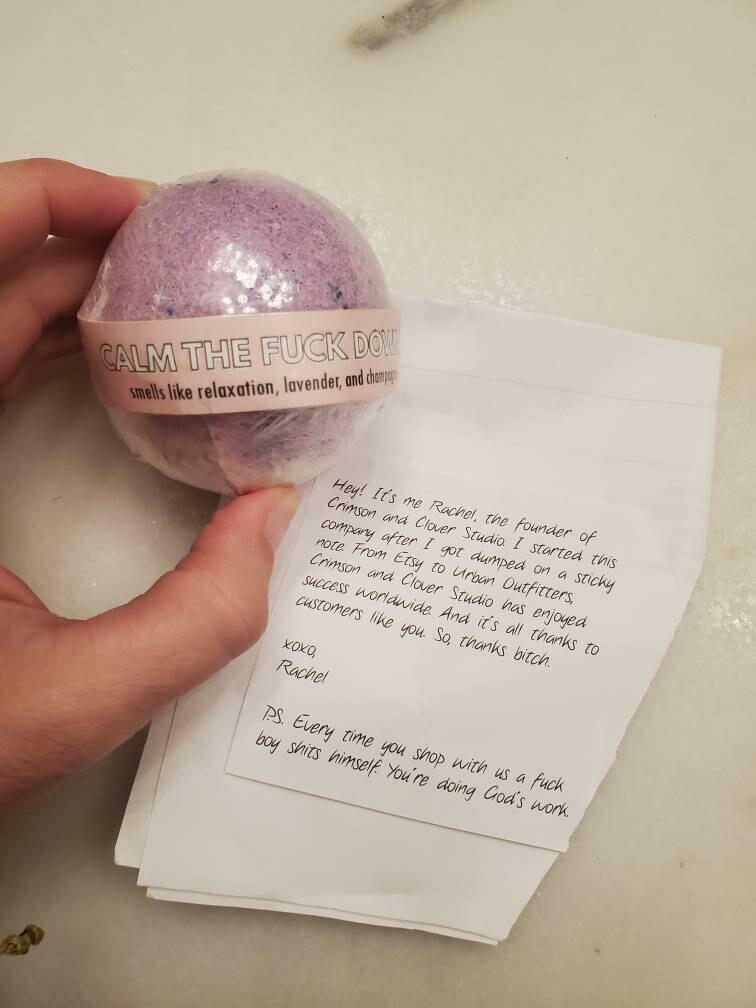 CALM THE FUCK DOWN
smells like relaxation, lavender, and champagne
Hey! It's me Rachel, the founder of
Crimson and Clover Studio. I started this
company after I got dumped on a sticky
note. From Etsy to Urban Outfitters,
Crimson and Clover Studio has enjoyed
success worldwide. And it's all thanks to
customers like you. So, thanks bitch.
xoxo,
Rachel
P.S. Every time you shop with us a fuck
boy shits himself. You're doing God's work.